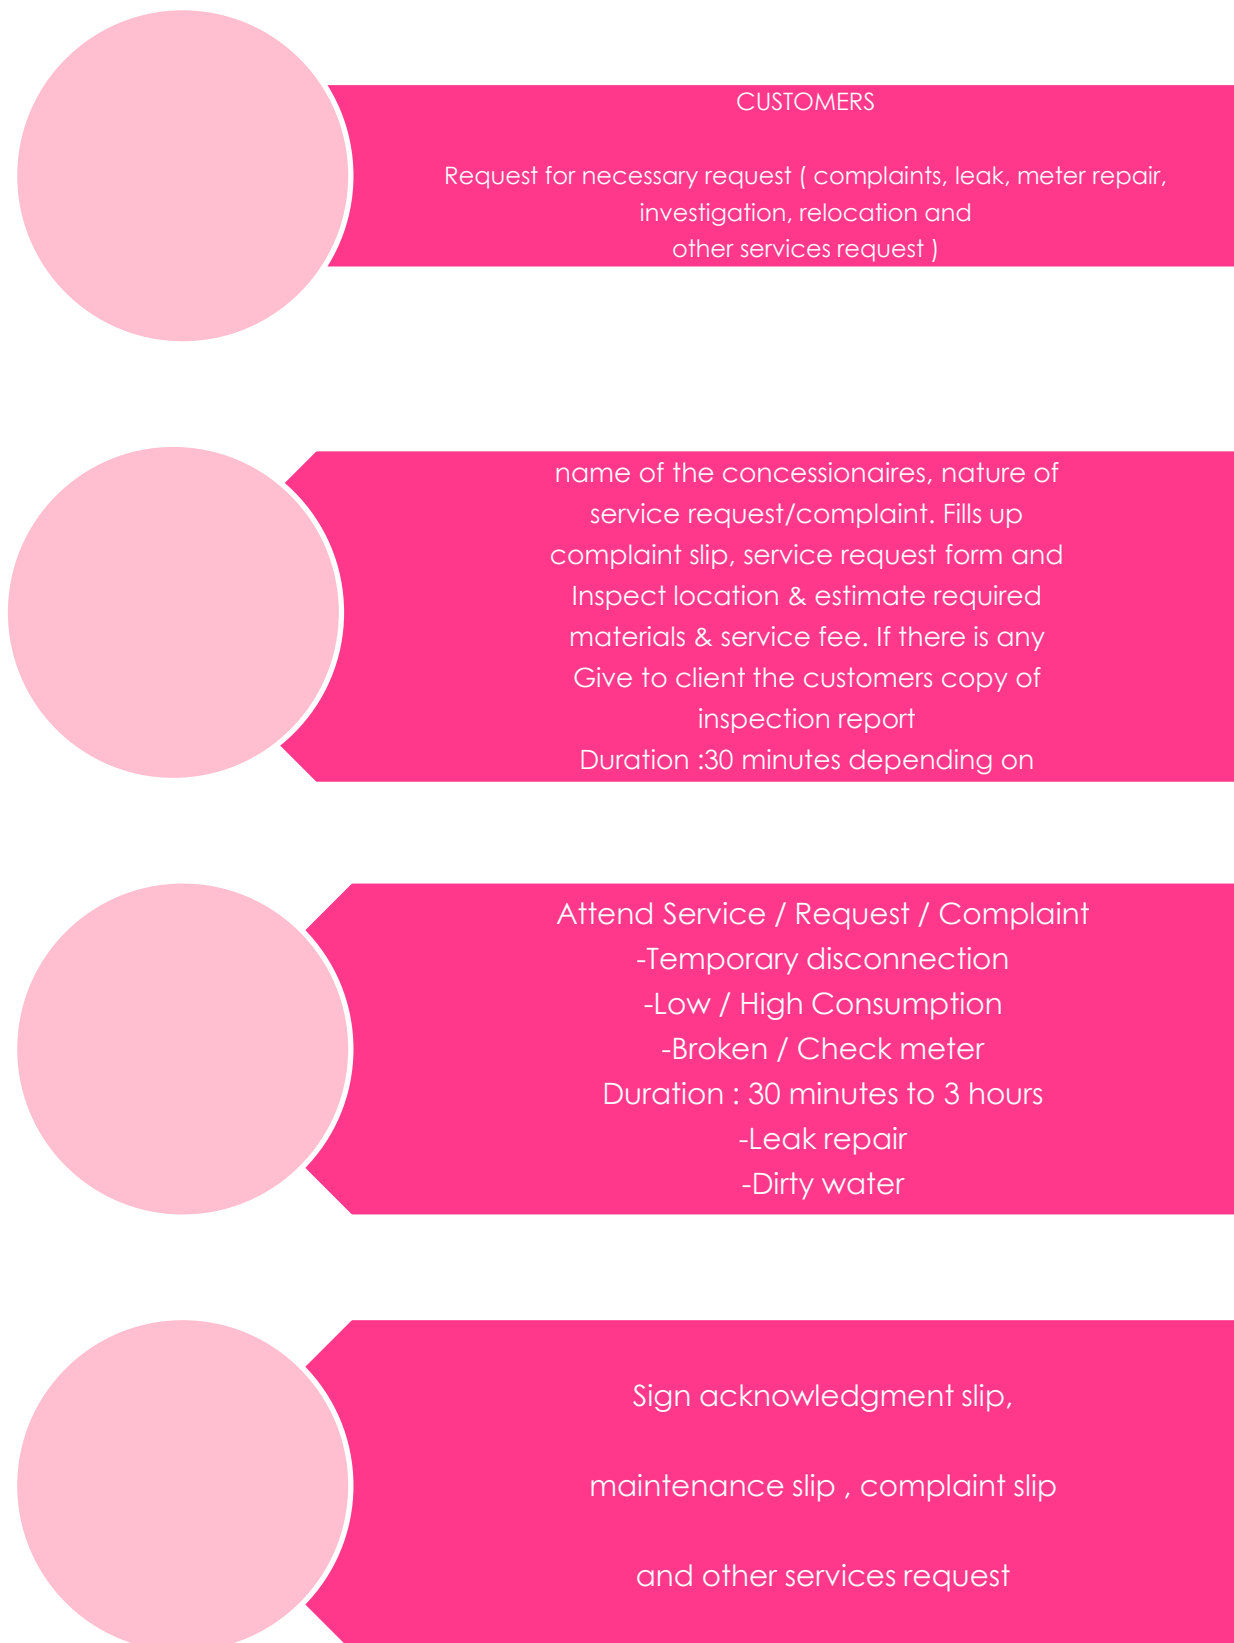 CUSTOMERS
Request for necessary request ( complaints, leak, meter repair,
investigation, relocation and
other services request )
name of the concessionaires, nature of
service request/complaint. Fills up
complaint slip, service request form and
Inspect location & estimate required
materials & service fee. If there is any
Give to client the customers copy of
inspection report
Duration :30 minutes depending on
Attend Service / Request / Complaint
-Temporary disconnection
-Low / High Consumption
-Broken / Check meter
Duration : 30 minutes to 3 hours
-Leak repair
-Dirty water
Sign acknowledgment slip,
maintenance slip , complaint slip
and other services request